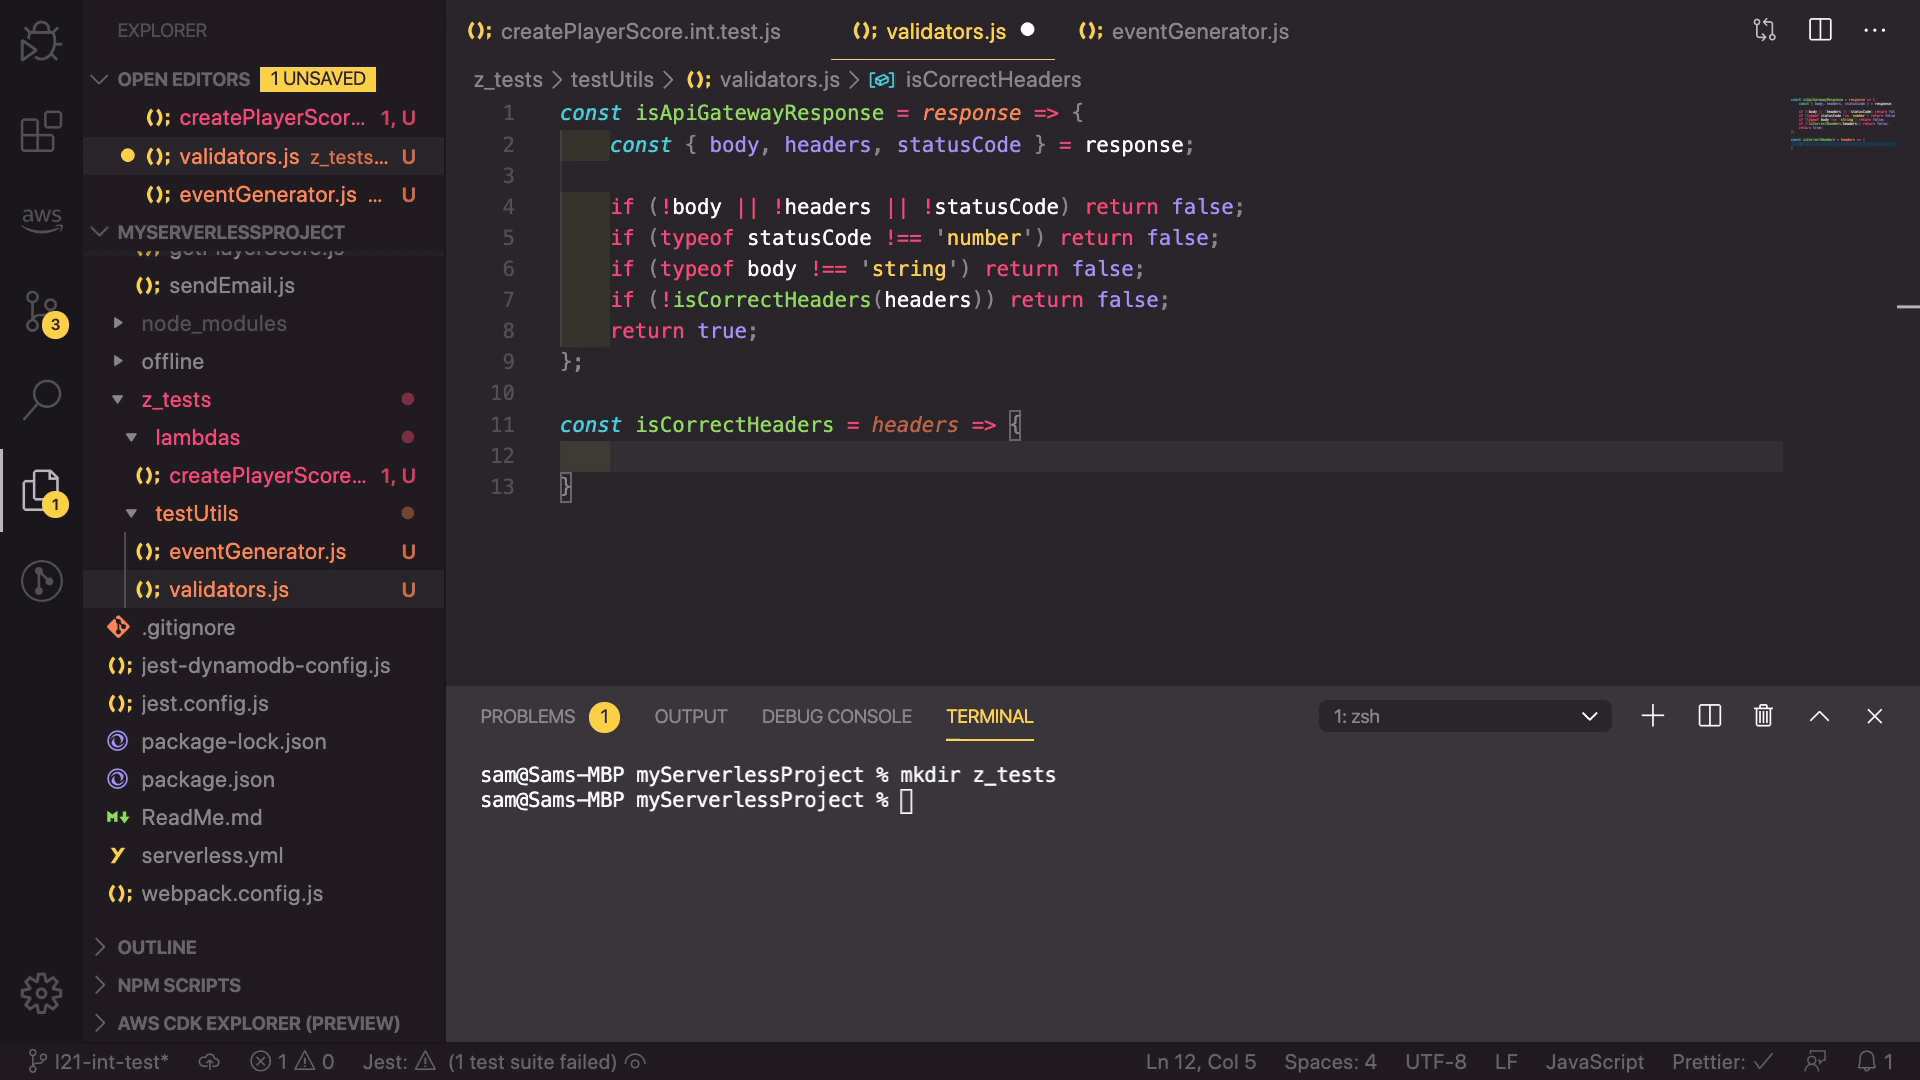 EXPLORER
OPEN EDITORS 1 UNSAVED
(); createPlayerScor... 1, U
(); validators.js z_tests... U
(); eventGenerator.js ... U
MYSERVERLESSPROJECT
(); getPlayerScore.js
(); sendEmail.js
node_modules
offline
z_tests
lambdas
(); createPlayerScore... 1, U
testUtils
(); eventGenerator.js U
(); validators.js U
.gitignore
(); jest-dynamodb-config.js
(); jest.config.js
package-lock.json
package.json
M↓ ReadMe.md
Y serverless.yml
(); webpack.config.js
OUTLINE
NPM SCRIPTS
AWS CDK EXPLORER (PREVIEW)
aws
3
1
(); createPlayerScore.int.test.js (); validators.js (); eventGenerator.js
z_tests > testUtils > (); validators.js > isCorrectHeaders
1 const isApiGatewayResponse = response => {
2 const { body, headers, statusCode } = response;
3
4 if (!body || !headers || !statusCode) return false;
5 if (typeof statusCode !== 'number') return false;
6 if (typeof body !== 'string') return false;
7 if (!isCorrectHeaders(headers)) return false;
8 return true;
9 };
10
11 const isCorrectHeaders = headers => {
12
13 }
PROBLEMS 1 OUTPUT DEBUG CONSOLE TERMINAL 1: zsh
sam@Sams-MBP myServerlessProject % mkdir z_tests
sam@Sams-MBP myServerlessProject %
l21-int-test* 1 0 Jest: (1 test suite failed) Ln 12, Col 5 Spaces: 4 UTF-8 LF JavaScript Prettier: ✓ 1